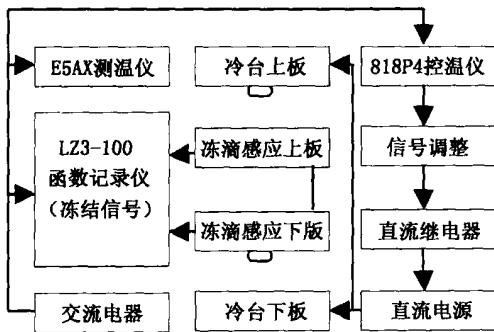 E5AX测温仪
冷台上板
818P4控温仪
LZ3-100
函数记录仪
(冻结信号)
冻滴感应上板
信号调整
冻滴感应下版
直流继电器
交流电器
冷台下板
直流电源